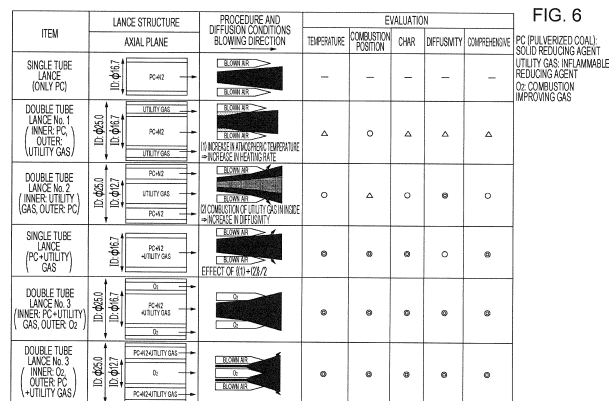 FIG. 6
PC (PULVERIZED COAL):
SOLID REDUCING AGENT
UTILITY GAS: INFLAMMABLE
REDUCING AGENT
O2: COMBUSTION
IMPROVING GAS
ITEM
LANCE STRUCTURE
AXIAL PLANE
PROCEDURE AND
DIFFUSION CONDITIONS
BLOWING DIRECTION
EVALUATION
TEMPERATURE
COMBUSTION
POSITION
CHAR
DIFFUSIVITY
COMPREHENSIVE
SINGLE TUBE
LANCE
(ONLY PC)
ID: Φ16.7
PC+N2
BLOWN AIR
BLOWN AIR
— — — — —
DOUBLE TUBE
LANCE No. 1
( INNER: PC,
OUTER:
UTILITY GAS )
ID: Φ25.0
ID: Φ16.7
UTILITY GAS
PC+N2
UTILITY GAS
BLOWN AIR
BLOWN AIR
(1) INCREASE IN ATMOSPHERIC TEMPERATURE
⇒ INCREASE IN HEATING RATE
△ ○ △ △ △
DOUBLE TUBE
LANCE No. 2
( INNER: UTILITY
GAS, OUTER: PC )
ID: Φ25.0
ID: Φ12.7
PC+N2
UTILITY GAS
PC+N2
BLOWN AIR
BLOWN AIR
(2) COMBUSTION OF UTILITY GAS IN INSIDE
⇒ INCREASE IN DIFFUSIVITY
○ △ ○ ◎ ○
SINGLE TUBE
LANCE
( PC+UTILITY
GAS )
ID: Φ16.7
PC+N2
+UTILITY GAS
BLOWN AIR
BLOWN AIR
EFFECT OF {(1)+(2)}/2
◎ ◎ ◎ ○ ◎
DOUBLE TUBE
LANCE No. 3
( INNER: PC+UTILITY
GAS, OUTER: O2 )
ID: Φ25.0
ID: Φ16.7
O2
PC+N2
+UTILITY GAS
O2
O2
O2
◎ ◎ ◎ ◎ ◎
DOUBLE TUBE
LANCE No. 3
( INNER: O2,
OUTER: PC
+UTILITY GAS )
ID: Φ25.0
ID: Φ12.7
PC+N2+UTILITY GAS
O2
PC+N2+UTILITY GAS
BLOWN AIR
O2
BLOWN AIR
◎ ◎ ◎ ◎ ◎